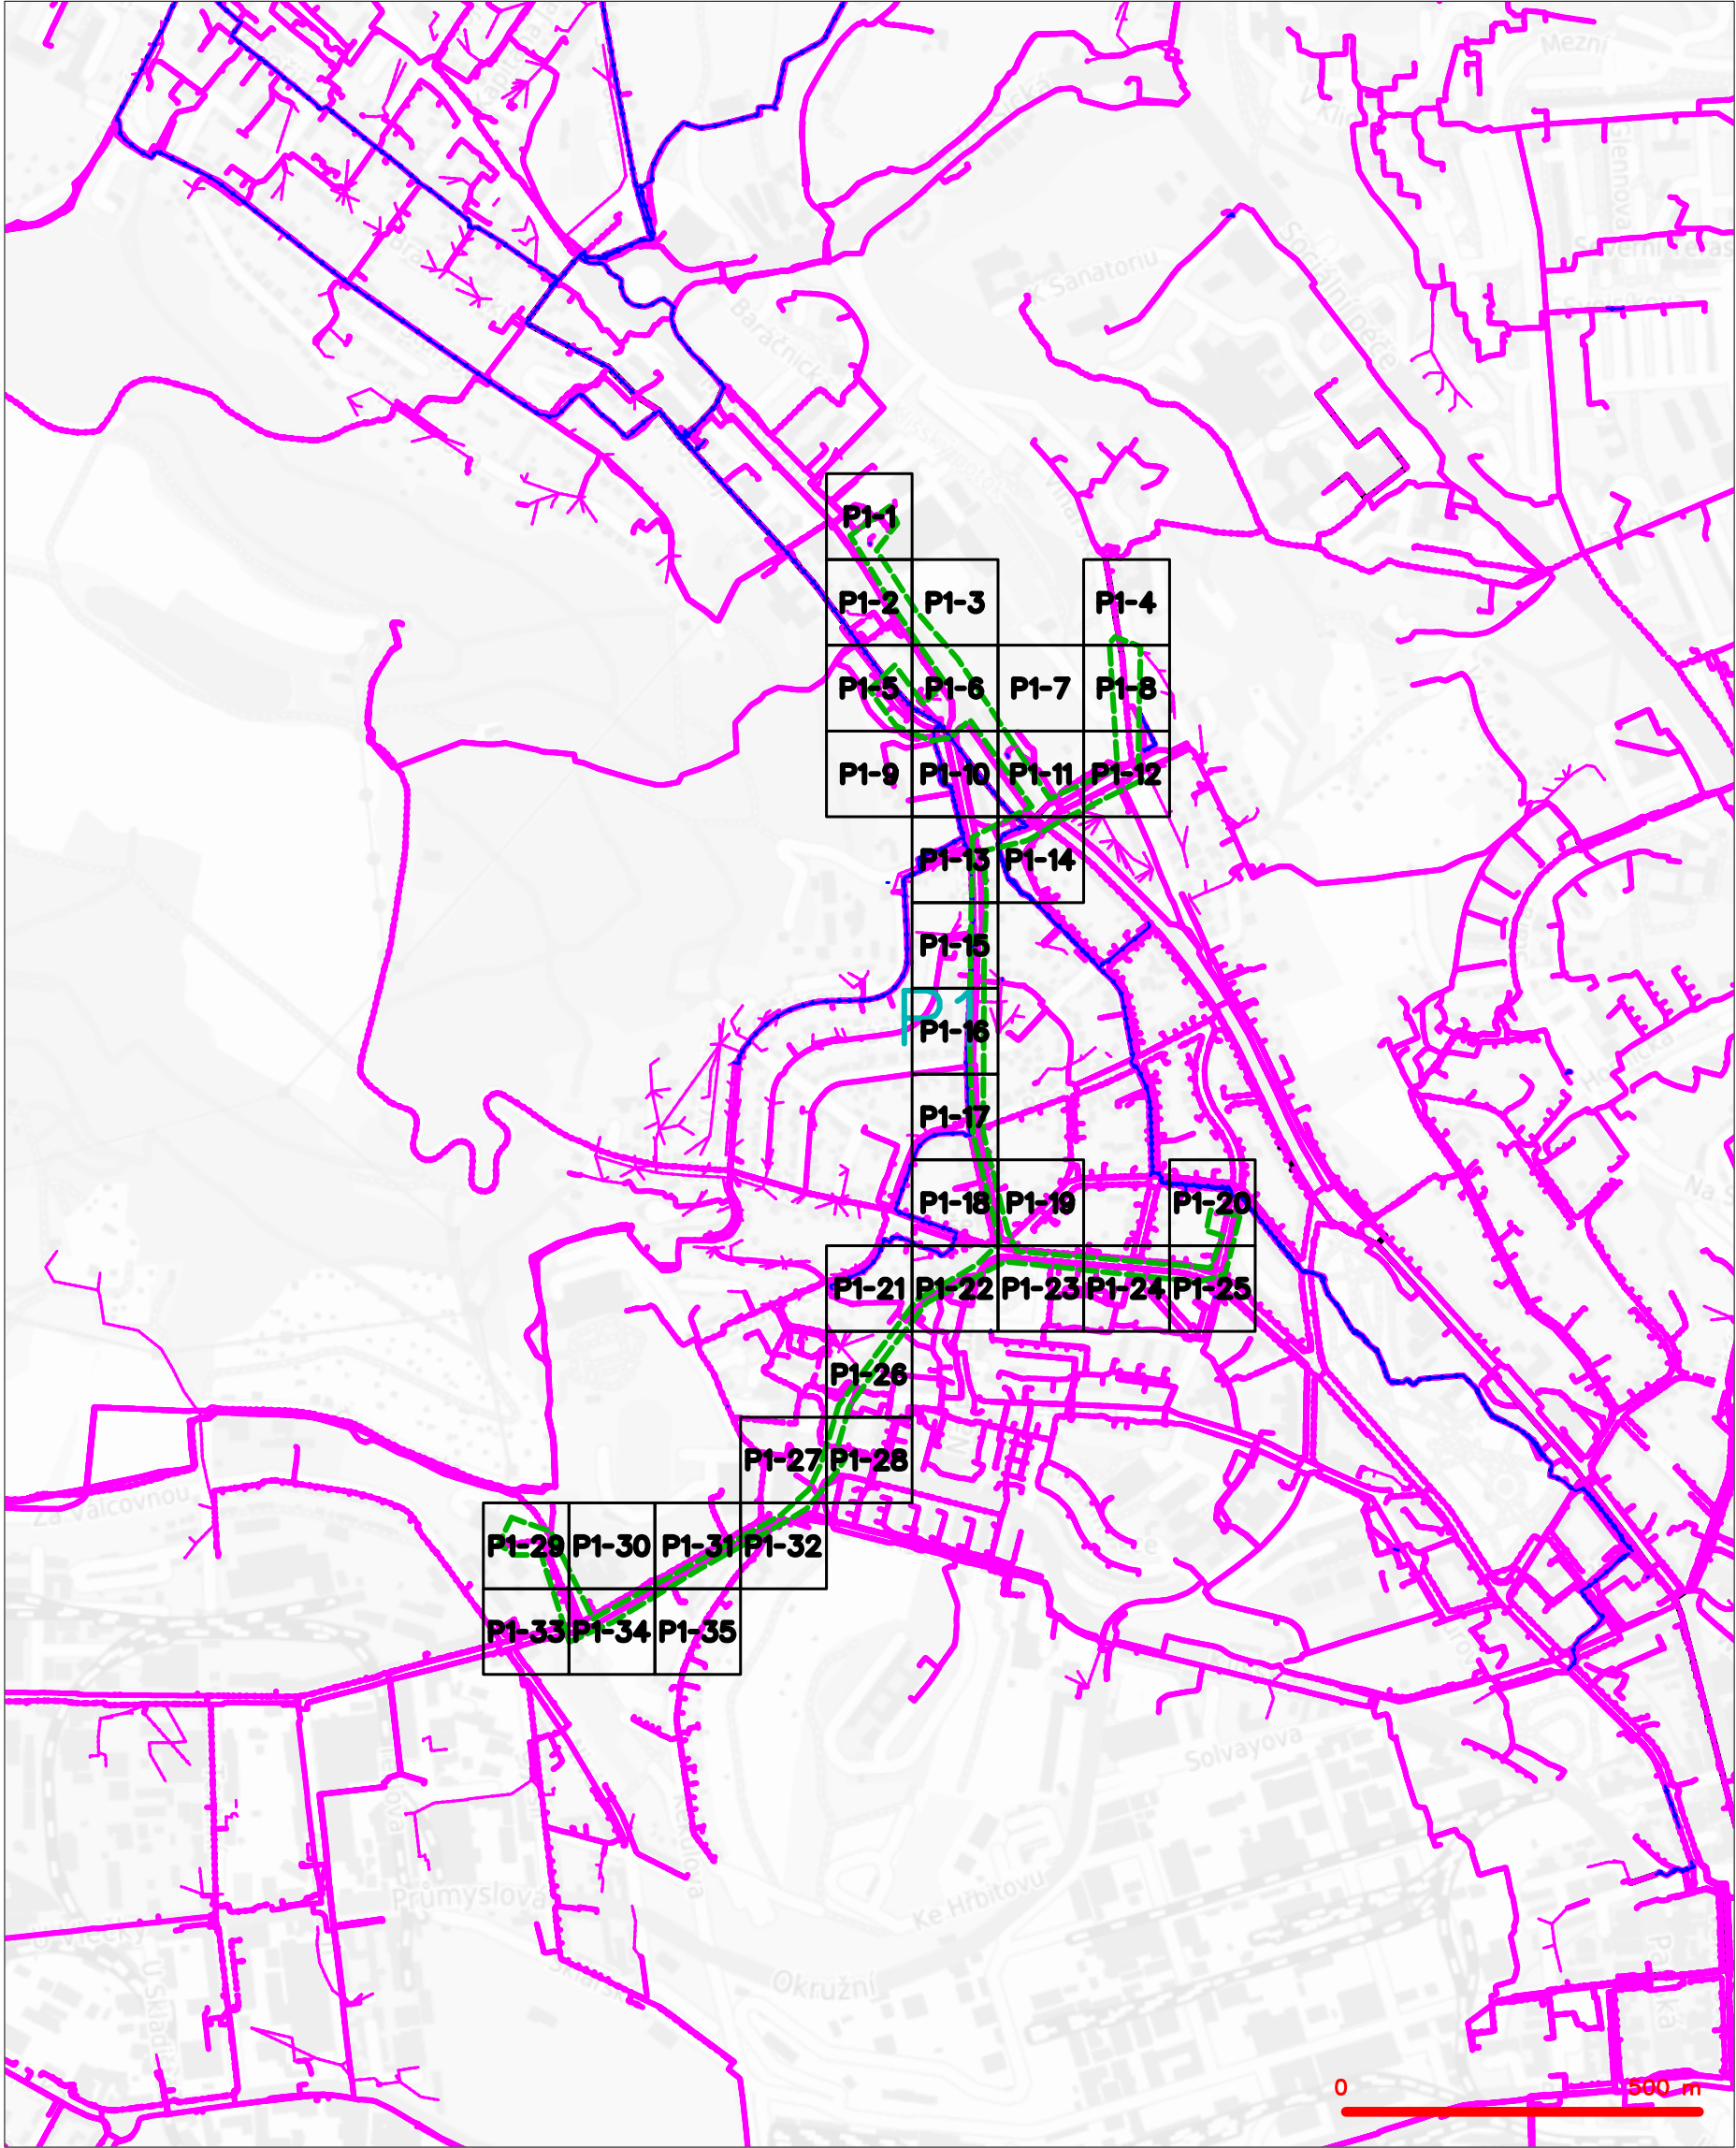 Mezní
Glennova
K Sanatoriu
Sociální péče
Severní terasa
P1-1
P1-2 P1-3 P1-4
P1-5 P1-6 P1-7 P1-8
P1-9 P1-10 P1-11 P1-12
P1-13 P1-14
P1-15
P1
P1-16
P1-17
P1-18 P1-19 P1-20
P1-21 P1-22 P1-23 P1-24 P1-25
P1-26
P1-27 P1-28
Za Válcovnou
P1-29 P1-30 P1-31 P1-32
P1-33 P1-34 P1-35
Solvayova
Průmyslová
Ke Hřbitovu
Okružní
0 500 m